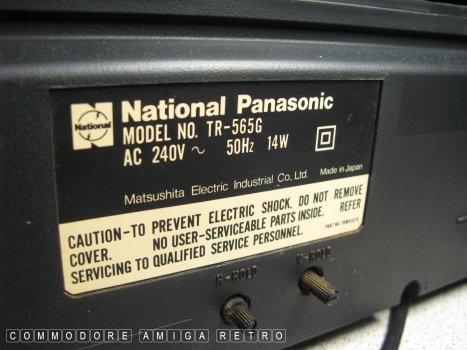 National Panasonic
National
MODEL NO. TR-565G
AC 240V ~ 50Hz 14W
Matsushita Electric Industrial Co., Ltd. Made in Japan
CAUTION-TO PREVENT ELECTRIC SHOCK, DO NOT REMOVE
COVER. NO USER-SERVICEABLE PARTS INSIDE. REFER
SERVICING TO QUALIFIED SERVICE PERSONNEL.
H-HOLD V-HOLD
COMMODORE AMIGA RETRO